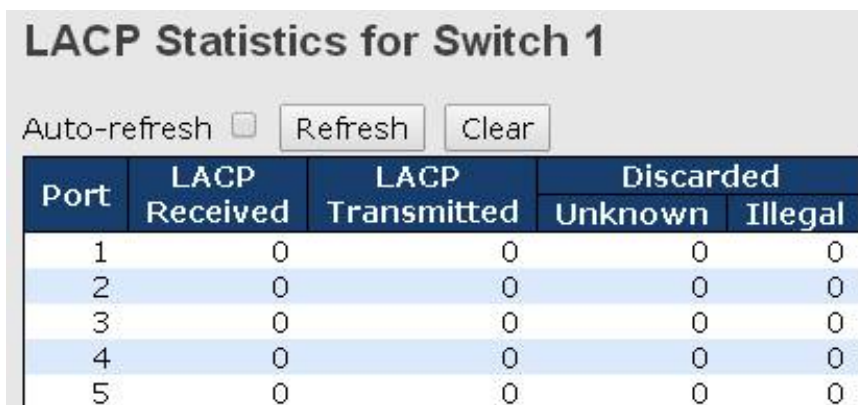 LACP Statistics for Switch 1
Auto-refresh Refresh Clear
Port LACP Received LACP Transmitted Discarded
Unknown Illegal
1 0 0 0 0
2 0 0 0 0
3 0 0 0 0
4 0 0 0 0
5 0 0 0 0